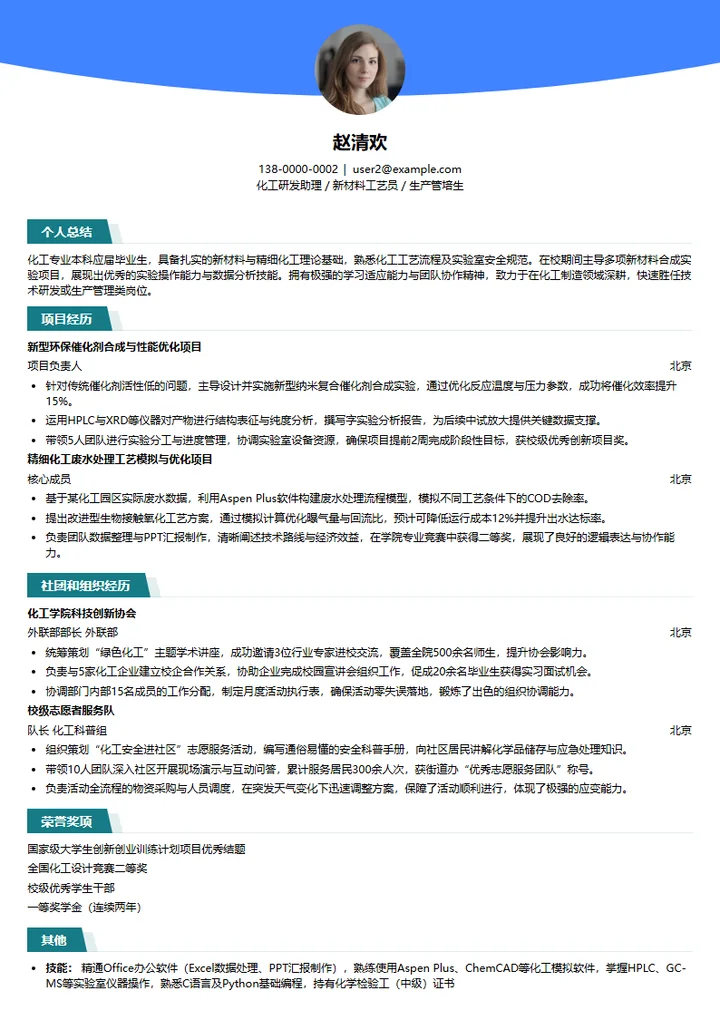 赵清欢
138-0000-0002 | user2@example.com
化工研发助理 / 新材料工艺员 / 生产管培生
个人总结
化工专业本科应届毕业生，具备扎实的新材料与精细化工理论基础，熟悉化工工艺流程及实验室安全规范。在校期间主导多项新材料合成实
验项目，展现出优秀的实验操作能力与数据分析技能。拥有极强的学习适应能力与团队协作精神，致力于在化工制造领域深耕，快速胜任技
术研发或生产管理类岗位。
项目经历
新型环保催化剂合成与性能优化项目
项目负责人 北京
• 针对传统催化剂活性低的问题，主导设计并实施新型纳米复合催化剂合成实验，通过优化反应温度与压力参数，成功将催化效率提升
15%。
• 运用HPLC与XRD等仪器对产物进行结构表征与纯度分析，撰写字实验分析报告，为后续中试放大提供关键数据支撑。
• 带领5人团队进行实验分工与进度管理，协调实验室设备资源，确保项目提前2周完成阶段性目标，获校级优秀创新项目奖。
精细化工废水处理工艺模拟与优化项目
核心成员 北京
• 基于某化工园区实际废水数据，利用Aspen Plus软件构建废水处理流程模型，模拟不同工艺条件下的COD去除率。
• 提出改进型生物接触氧化工艺方案，通过模拟计算优化曝气量与回流比，预计可降低运行成本12%并提升出水达标率。
• 负责团队数据整理与PPT汇报制作，清晰阐述技术路线与经济效益，在学院专业竞赛中获得二等奖，展现了良好的逻辑表达与协作能
力。
社团和组织经历
化工学院科技创新协会
外联部部长 外联部 北京
• 统筹策划“绿色化工”主题学术讲座，成功邀请3位行业专家进校交流，覆盖全院500余名师生，提升协会影响力。
• 负责与5家化工企业建立校企合作关系，协助企业完成校园宣讲会组织工作，促成20余名毕业生获得实习面试机会。
• 协调部门内部15名成员的工作分配，制定月度活动执行表，确保活动零失误落地，锻炼了出色的组织协调能力。
校级志愿者服务队
队长 化工科普组 北京
• 组织策划“化工安全进社区”志愿服务活动，编写通俗易懂的安全科普手册，向社区居民讲解化学品储存与应急处理知识。
• 带领10人团队深入社区开展现场演示与互动问答，累计服务居民300余人次，获街道办“优秀志愿服务团队”称号。
• 负责活动全流程的物资采购与人员调度，在突发天气变化下迅速调整方案，保障了活动顺利进行，体现了极强的应变能力。
荣誉奖项
国家级大学生创新创业训练计划项目优秀结题
全国化工设计竞赛二等奖
校级优秀学生干部
一等奖学金（连续两年）
其他
• 技能： 精通Office办公软件（Excel数据处理、PPT汇报制作），熟练使用Aspen Plus、ChemCAD等化工模拟软件，掌握HPLC、GC-
MS等实验室仪器操作，熟悉C语言及Python基础编程，持有化学检验工（中级）证书